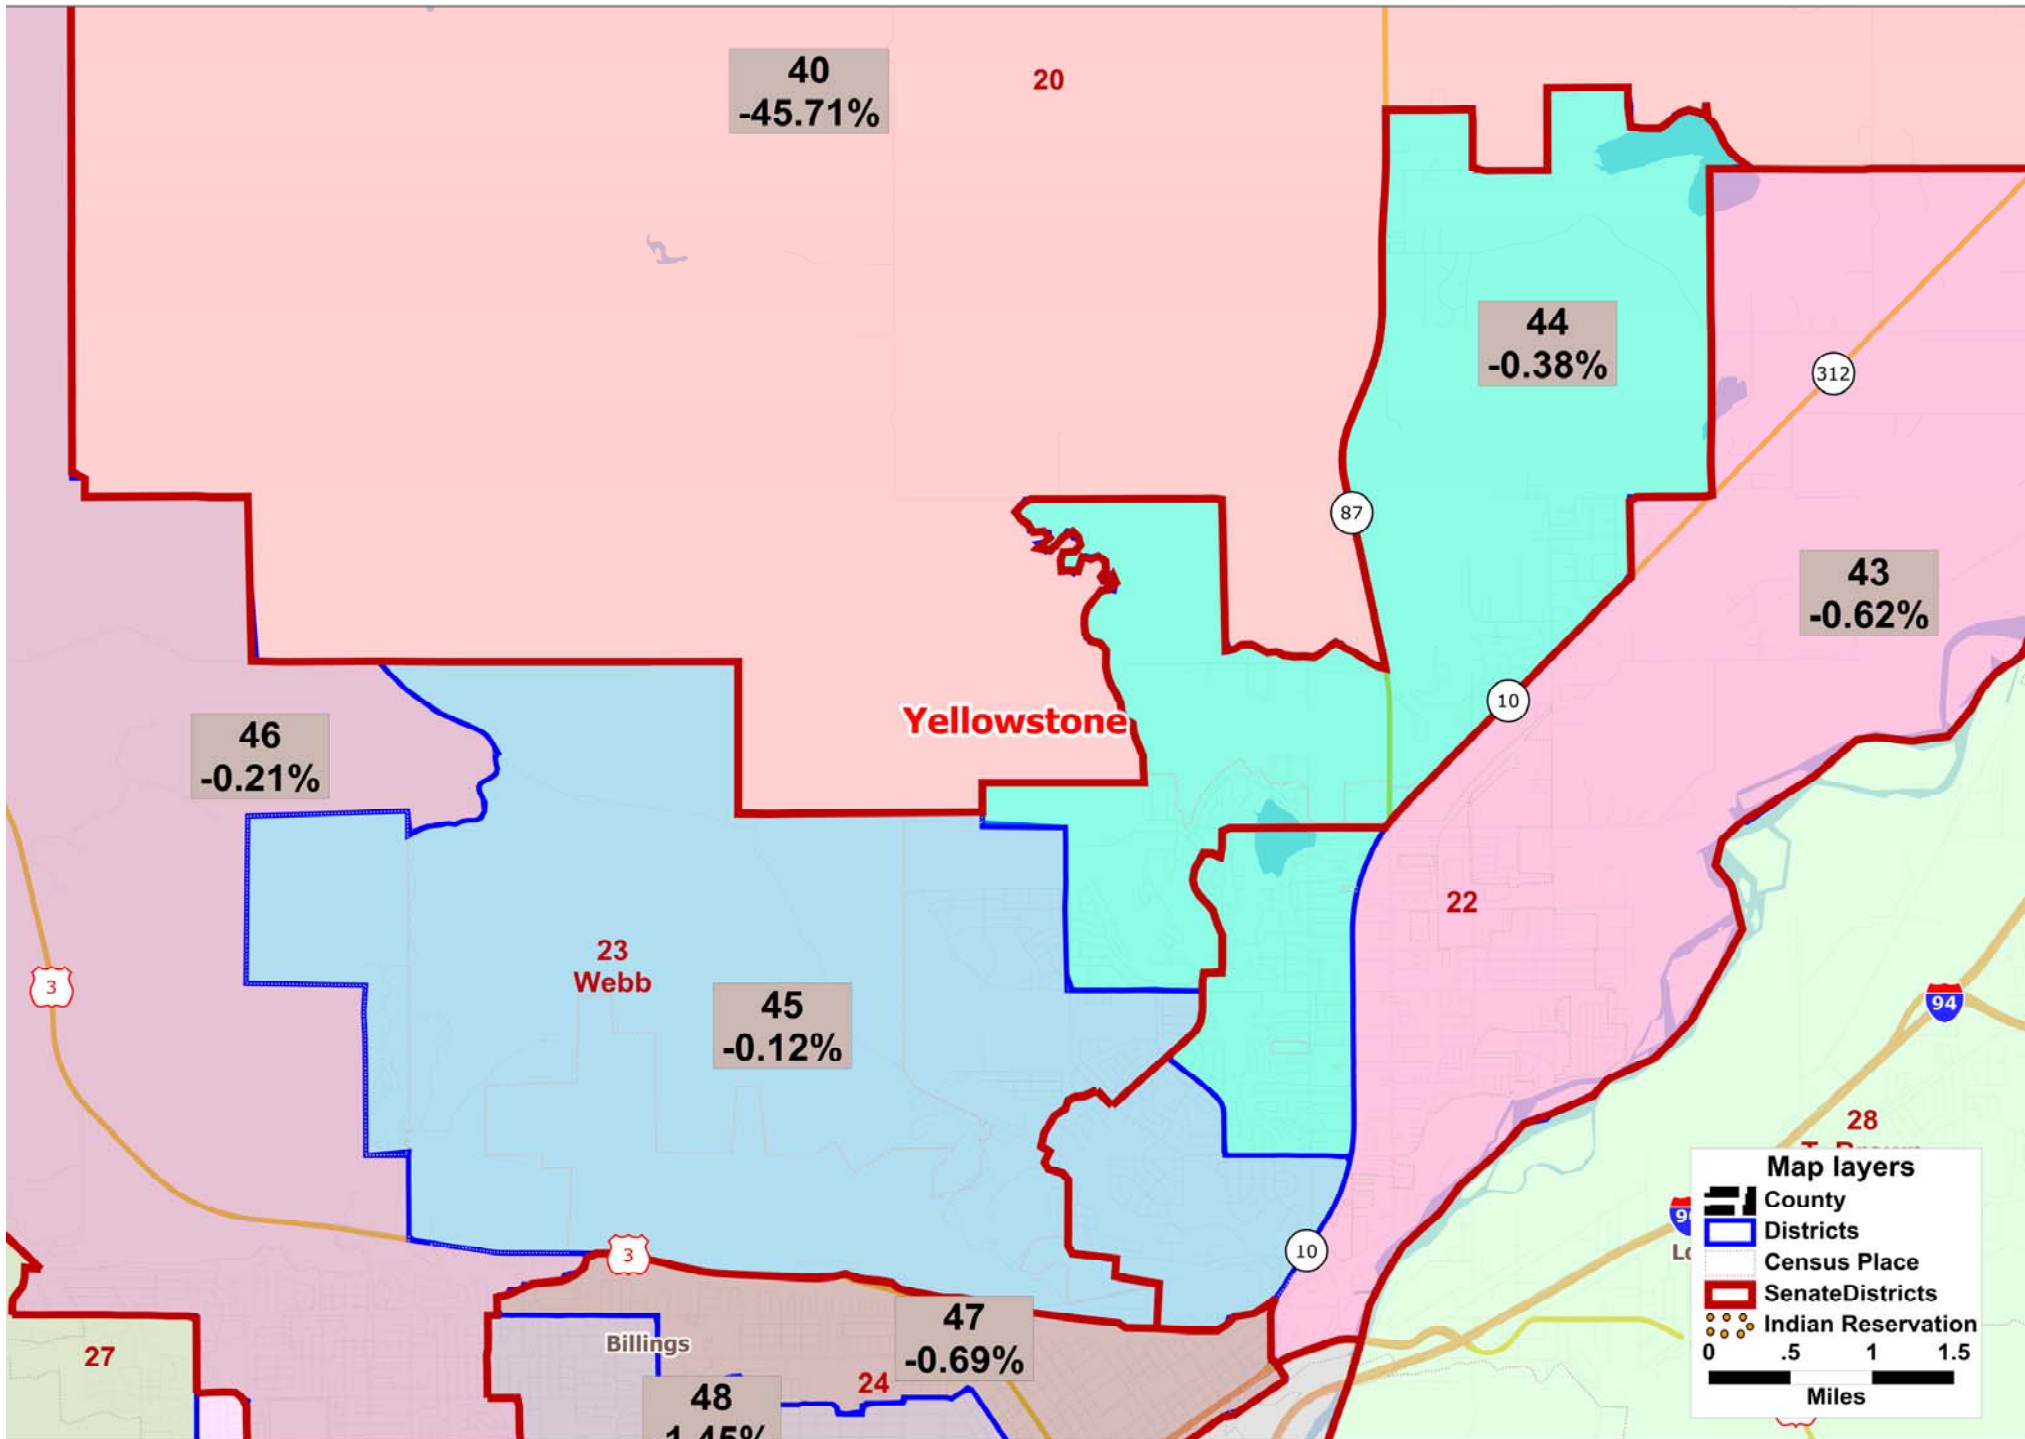 40
-45.71%
20
44
-0.38%
312
87
43
-0.62%
10
Yellowstone
46
-0.21%
22
23
Webb
3
45
-0.12%
94
28
3
10
47
-0.69%
27
Billings
24
48
Map layers
County
Districts
Census Place
SenateDistricts
Indian Reservation
0 .5 1 1.5
Miles